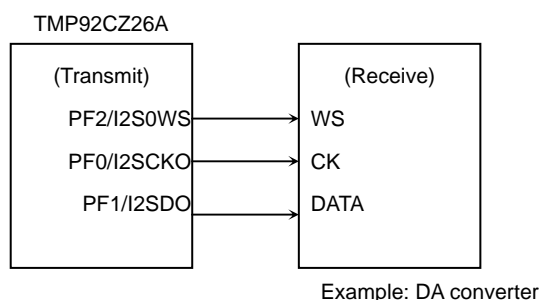 TMP92CZ26A
(Transmit) (Receive)
PF2/I2S0WS WS
PF0/I2SCKO CK
PF1/I2SDO DATA
Example: DA converter